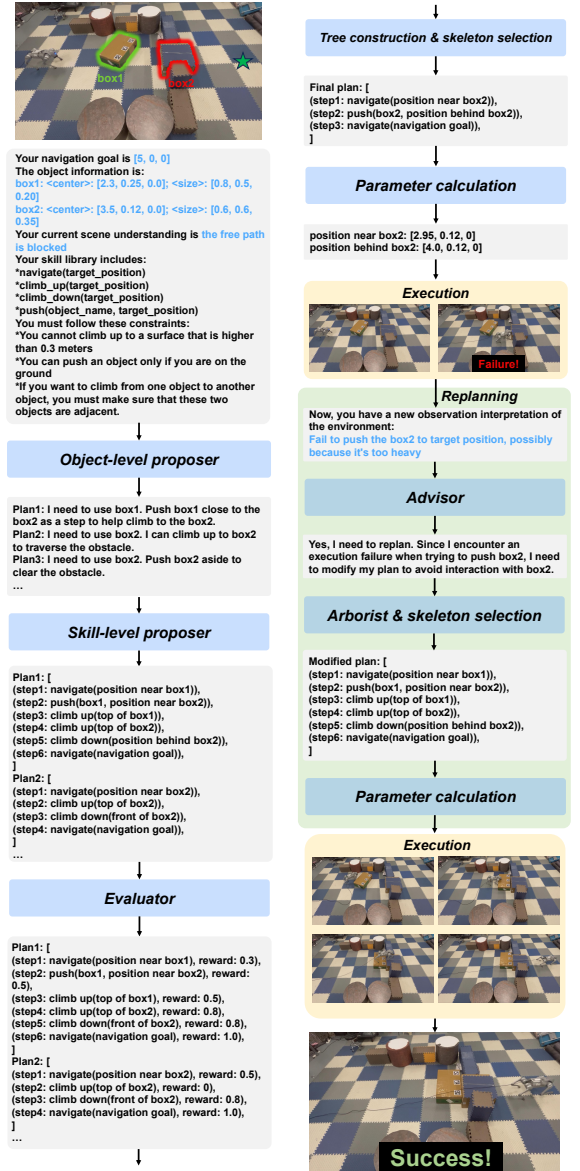 box1
box2
Your navigation goal is [5, 0, 0]
The object information is:
box1: <center>: [2.3, 0.25, 0.0]; <size>: [0.8, 0.5,
0.20]
box2: <center>: [3.5, 0.12, 0.0]; <size>: [0.6, 0.6,
0.35]
Your current scene understanding is the free path
is blocked
Your skill library includes:
*navigate(target_position)
*climb_up(target_position)
*climb_down(target_position)
*push(object_name, target_position)
You must follow these constraints:
*You cannot climb up to a surface that is higher
than 0.3 meters
*You can push an object only if you are on the
ground
*If you want to climb from one object to another
object, you must make sure that these two
objects are adjacent.
Object-level proposer
Plan1: I need to use box1. Push box1 close to the
box2 as a step to help climb to the box2.
Plan2: I need to use box2. I can climb up to box2
to traverse the obstacle.
Plan3: I need to use box2. Push box2 aside to
clear the obstacle.
...
Skill-level proposer
Plan1: [
(step1: navigate(position near box1)),
(step2: push(box1, position near box2)),
(step3: climb up(top of box1)),
(step4: climb up(top of box2)),
(step5: climb down(position behind box2)),
(step6: navigate(navigation goal)),
]
Plan2: [
(step1: navigate(position near box2)),
(step2: climb up(top of box2)),
(step3: climb down(front of box2)),
(step4: navigate(navigation goal)),
]
...
Evaluator
Plan1: [
(step1: navigate(position near box1), reward: 0.3),
(step2: push(box1, position near box2), reward:
0.5),
(step3: climb up(top of box1), reward: 0.5),
(step4: climb up(top of box2), reward: 0.8),
(step5: climb down(front of box2), reward: 0.8),
(step6: navigate(navigation goal), reward: 1.0),
]
Plan2: [
(step1: navigate(position near box2), reward: 0.5),
(step2: climb up(top of box2), reward: 0),
(step3: climb down(front of box2), reward: 0.8),
(step4: navigate(navigation goal), reward: 1.0),
]
...
Tree construction & skeleton selection
Final plan: [
(step1: navigate(position near box2)),
(step2: push(box2, position behind box2)),
(step3: navigate(navigation goal)),
]
Parameter calculation
position near box2: [2.95, 0.12, 0]
position behind box2: [4.0, 0.12, 0]
Execution
Failure!
Replanning
Now, you have a new observation interpretation of
the environment:
Fail to push the box2 to target position, possibly
because it's too heavy
Advisor
Yes, I need to replan. Since I encounter an
execution failure when trying to push box2, I need
to modify my plan to avoid interaction with box2.
Arborist & skeleton selection
Modified plan: [
(step1: navigate(position near box1)),
(step2: push(box1, position near box2)),
(step3: climb up(top of box1)),
(step4: climb up(top of box2)),
(step5: climb down(position behind box2)),
(step6: navigate(navigation goal)),
]
Parameter calculation
Execution
Success!